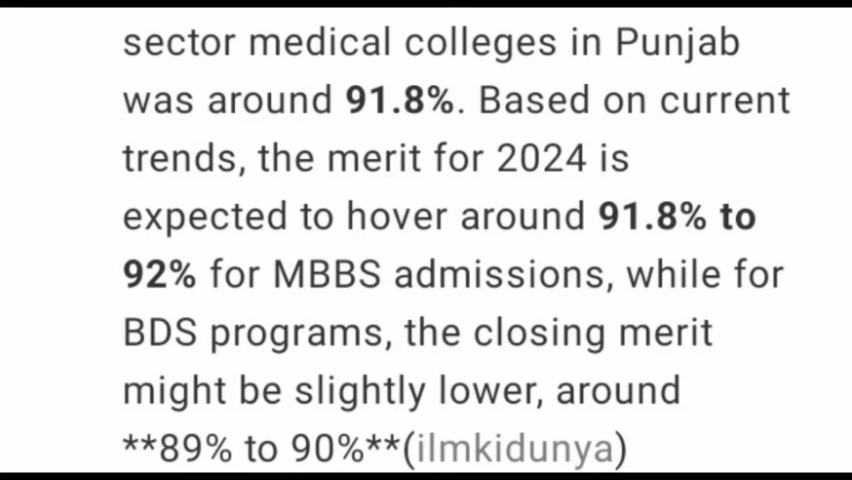 sector medical colleges in Punjab
was around 91.8%. Based on current
trends, the merit for 2024 is
expected to hover around 91.8% to
92% for MBBS admissions, while for
BDS programs, the closing merit
might be slightly lower, around
**89% to 90%**(ilmkidunya)